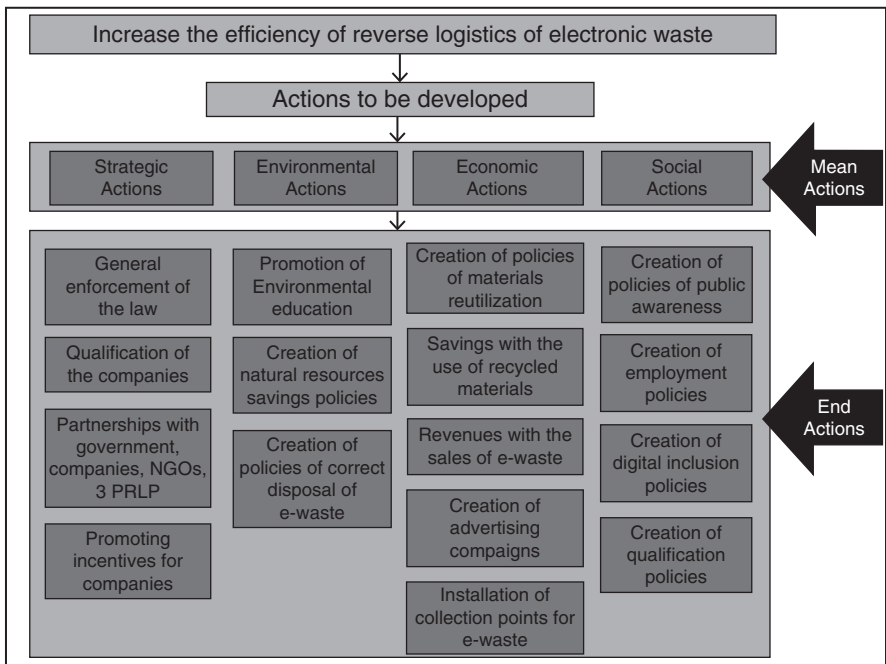 Increase the efficiency of reverse logistics of electronic waste
Actions to be developed
Strategic
Actions
Environmental
Actions
Economic
Actions
Social
Actions
Mean
Actions
General
enforcement of
the law
Qualification of
the companies
Partnerships with
government,
companies, NGOs,
3 PRLP
Promoting
incentives for
companies
Promotion of
Environmental
education
Creation of
natural resources
savings policies
Creation of
policies of correct
disposal of
e-waste
Creation of policies
of materials
reutilization
Savings with the
use of recycled
materials
Revenues with the
sales of e-waste
Creation of
advertising
compaigns
Installation of
collection points for
e-waste
Creation of
policies of public
awareness
Creation of
employment
policies
Creation of
digital inclusion
policies
Creation of
qualification
policies
End
Actions